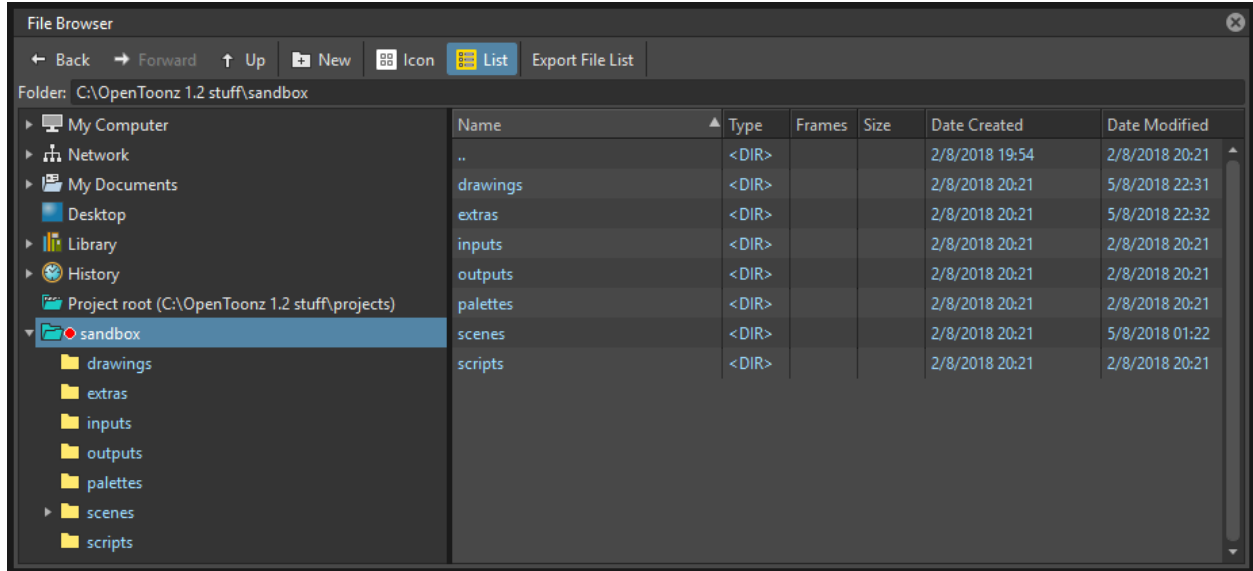 File Browser
Back Forward Up New Icon List Export File List
Folder: C:\OpenToonz 1.2 stuff\sandbox
My Computer
Network
My Documents
Desktop
Library
History
Project root (C:\OpenToonz 1.2 stuff\projects)
sandbox
drawings
extras
inputs
outputs
palettes
scenes
scripts
Name Type Frames Size Date Created Date Modified
.. <DIR> 2/8/2018 19:54 2/8/2018 20:21
drawings <DIR> 2/8/2018 20:21 5/8/2018 22:31
extras <DIR> 2/8/2018 20:21 5/8/2018 22:32
inputs <DIR> 2/8/2018 20:21 2/8/2018 20:21
outputs <DIR> 2/8/2018 20:21 2/8/2018 20:21
palettes <DIR> 2/8/2018 20:21 2/8/2018 20:21
scenes <DIR> 2/8/2018 20:21 5/8/2018 01:22
scripts <DIR> 2/8/2018 20:21 2/8/2018 20:21